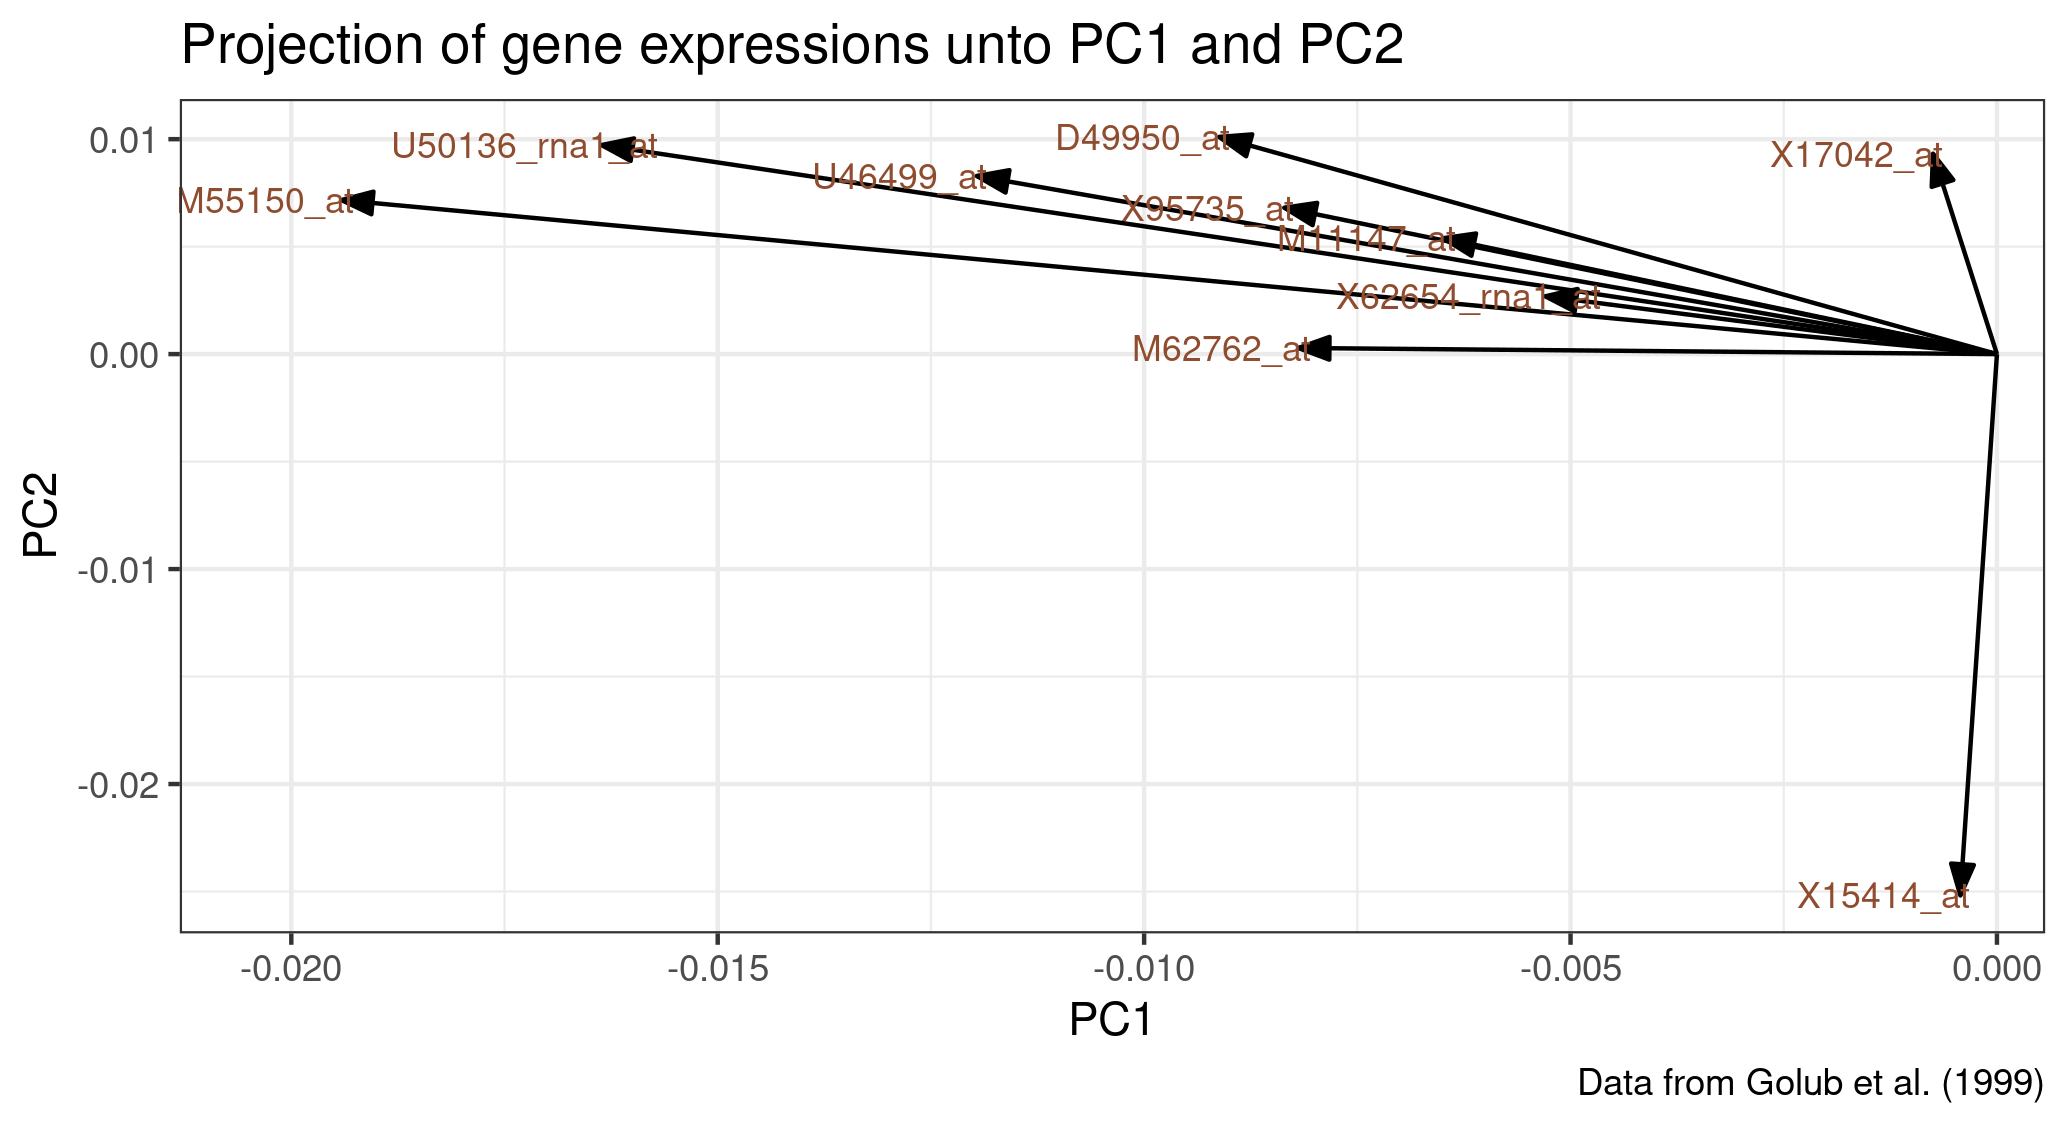 Projection of gene expressions unto PC1 and PC2
0.01
0.00
-0.01
-0.02
PC2
U50136_rna1_at
D49950_at
X17042_at
U46499_at
M55150_at
X95735_at
M11147_at
X62654_rna1_at
M62762_at
X15414_at
-0.020
-0.015
-0.010
-0.005
0.000
PC1
Data from Golub et al. (1999)